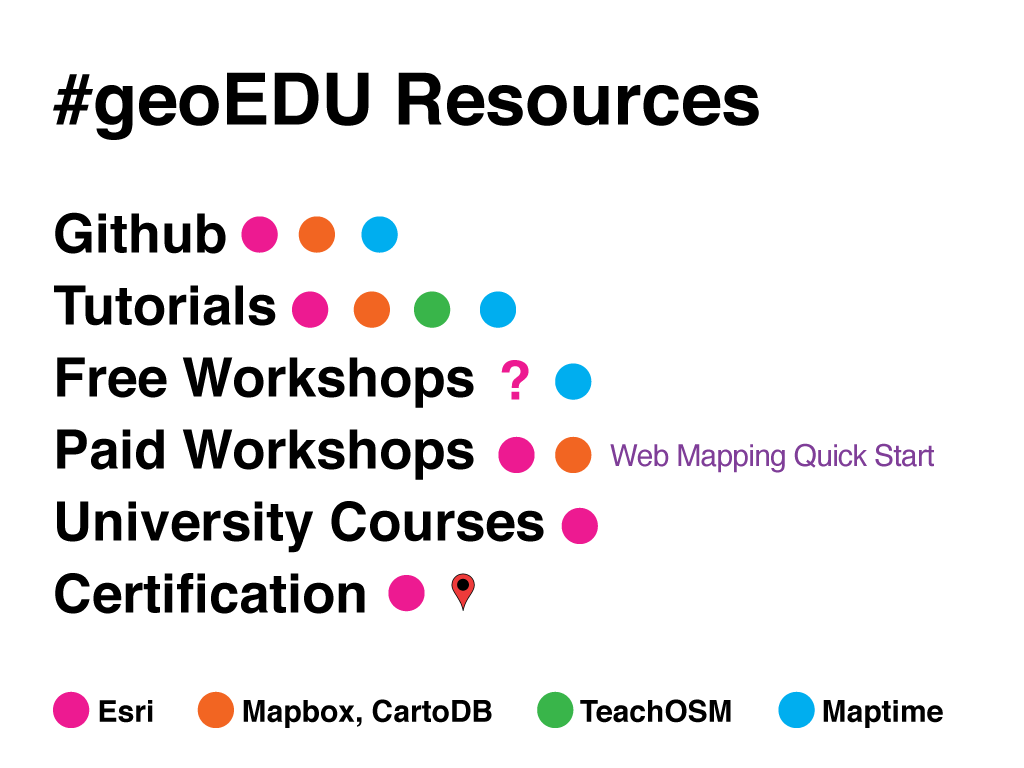 #geoEDU Resources
Github
Tutorials
Free Workshops ?
Paid Workshops Web Mapping Quick Start
University Courses
Certification
Esri Mapbox, CartoDB TeachOSM Maptime